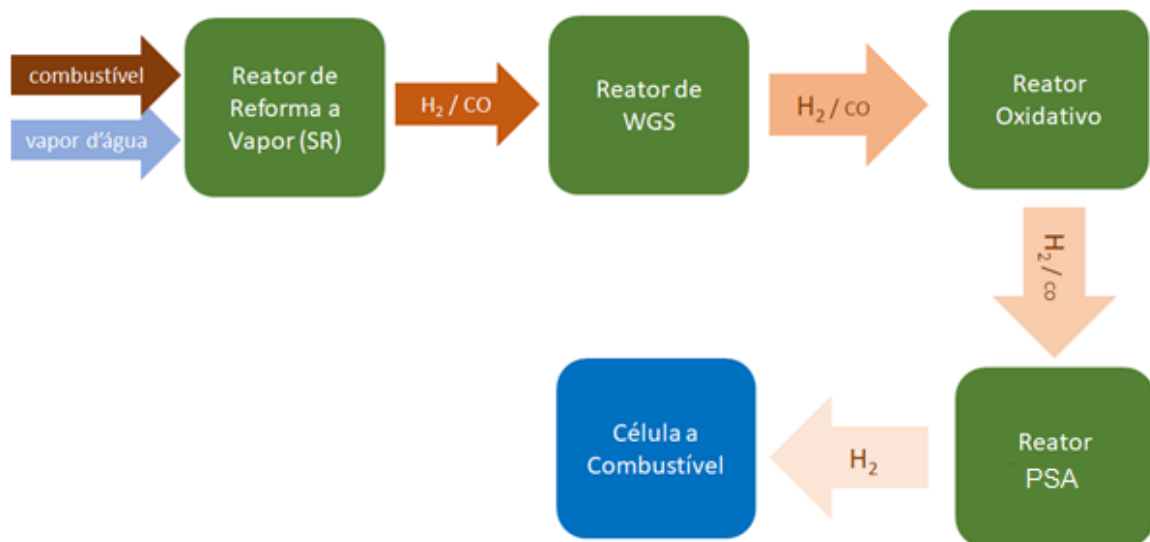 combustível
vapor d'água
Reator de
Reforma a
Vapor (SR)
H₂ / CO
Reator de
WGS
H₂ / CO
Reator
Oxidativo
H₂ / CO
Reator
PSA
H₂
Célula a
Combustível